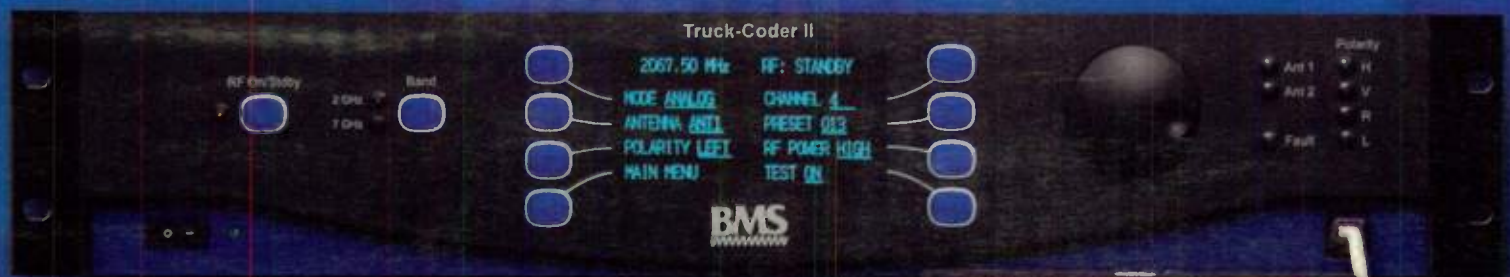 Truck-Coder II
2067.50 MHz RF: STANDBY
MODE ANALOG CHANNEL 4
ANTENNA ANT1 PRESET 013
POLARITY LEFT RF POWER HIGH
MAIN MENU TEST ON
BMS
RF On/Stdby
Band
2 GHz
7 GHz
Polarity
Ant 1 H
Ant 2 V
R
Fault L
O -